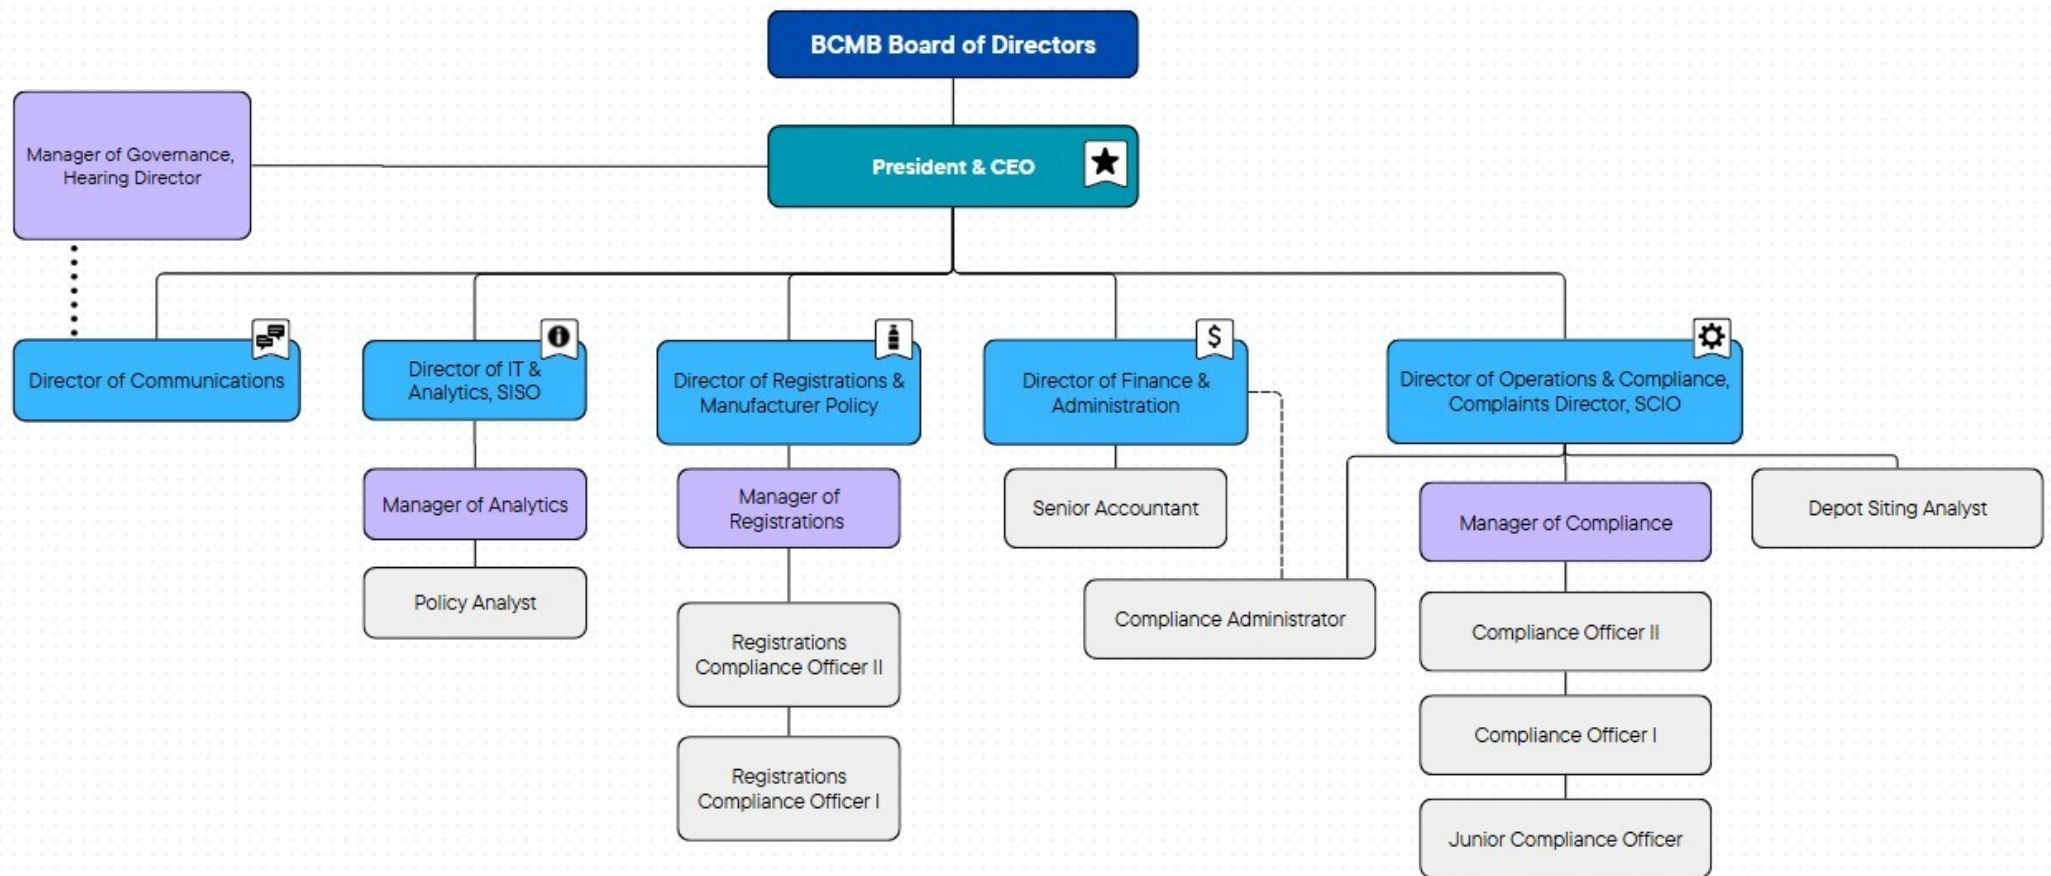 BCMB Board of Directors
Manager of Governance,
Hearing Director
President & CEO
Director of Communications
Director of IT &
Analytics, SISO
Director of Registrations &
Manufacturer Policy
$
Director of Finance &
Administration
Director of Operations & Compliance,
Complaints Director, SCIO
Manager of Analytics
Manager of
Registrations
Senior Accountant
Manager of Compliance
Depot Siting Analyst
Policy Analyst
Registrations
Compliance Officer II
Compliance Administrator
Compliance Officer II
Compliance Officer I
Registrations
Compliance Officer I
Junior Compliance Officer